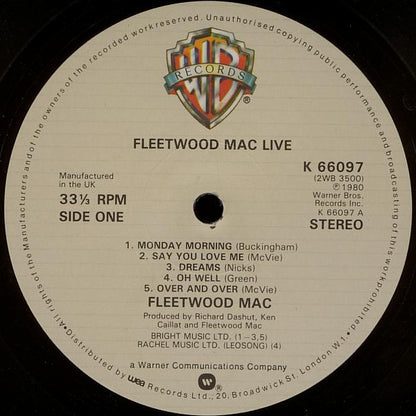 All rights of the Manufacturers and of the owners of the recorded work reserved. Unauthorised copying public performance and broadcasting of this recording prohibited
WB
RECORDS
®
FLEETWOOD MAC LIVE
Manufactured
in the UK
33⅓ RPM
SIDE ONE
K 66097
(2WB 3500)
℗ 1980
Warner Bros.
Records Inc.
K 66097 A
STEREO
1. MONDAY MORNING (Buckingham)
2. SAY YOU LOVE ME (McVie)
3. DREAMS (Nicks)
4. OH WELL (Green)
5. OVER AND OVER (McVie)
FLEETWOOD MAC
Produced by Richard Dashut, Ken
Caillat and Fleetwood Mac
BRIGHT MUSIC LTD. (1–3,5)
RACHEL MUSIC LTD. (LEOSONG) (4)
a Warner Communications Company
•Distributed by wea Records Ltd., 20, Broadwick St. London W1.•